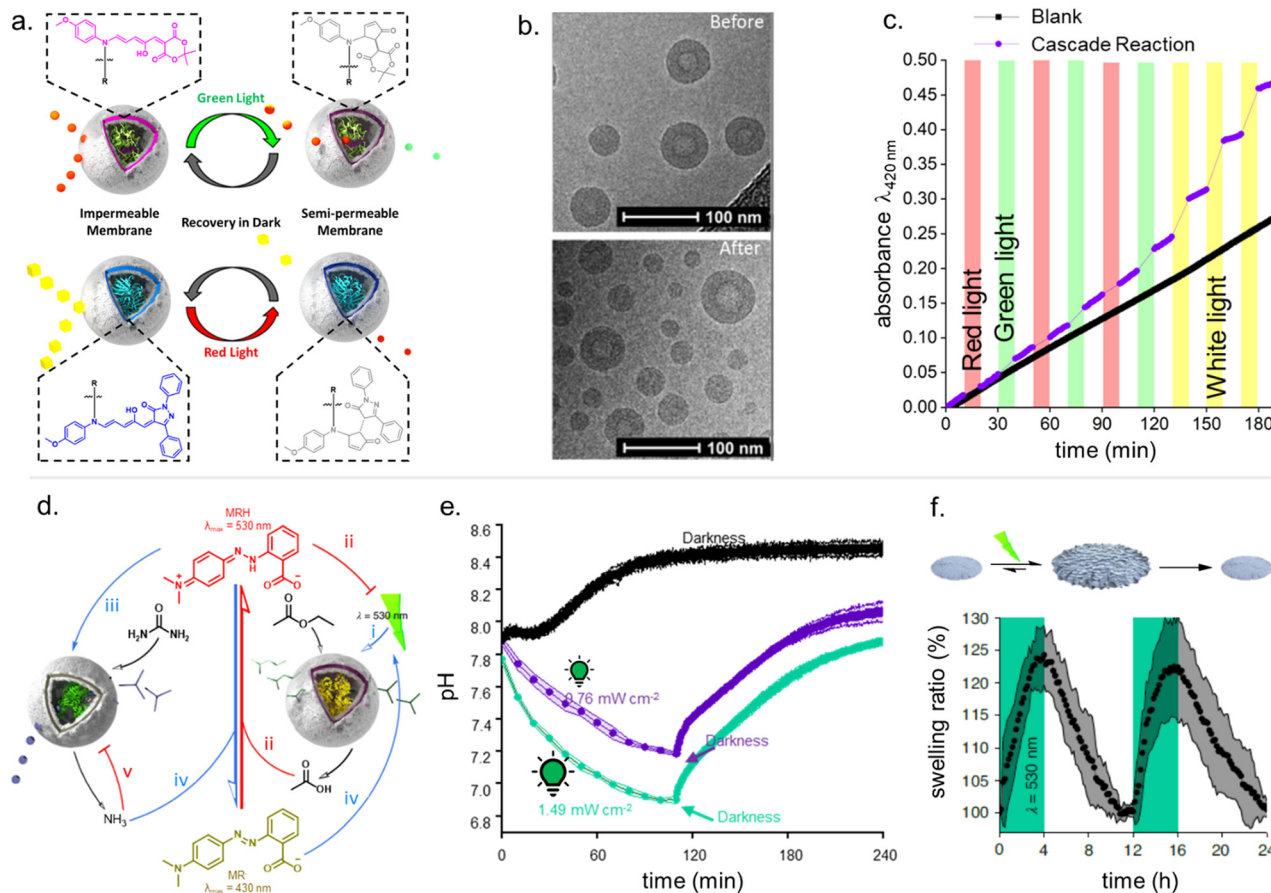 a.
O
N
O
O
O
O
OH
R
O
N
O
O
O
O
O
R
Green Light
Impermeable
Membrane
Recovery in Dark
Semi-permeable
Membrane
Red Light
R
N
O
OH
O
N
N
R
N
O
O
O
N
N
b.
Before
100 nm
After
100 nm
c.
Blank
Cascade Reaction
absorbance λ420 nm
0.50
0.45
0.40
0.35
0.30
0.25
0.20
0.15
0.10
0.05
0.00
Red light
Green light
White light
0 30 60 90 120 150 180
time (min)
d.
MRH
λmax = 530 nm
N
N
H
N+
O
O-
ii
iii
O
H2N NH2
O
O
λ = 530 nm
i
ii
v
iv
O
OH
iv
NH3
N
N
N
O
O-
MR
λmax = 430 nm
e.
pH
8.6
8.4
8.2
8.0
7.8
7.6
7.4
7.2
7.0
6.8
Darkness
0.76 mW cm-2
Darkness
1.49 mW cm-2
Darkness
0 60 120 180 240
time (min)
f.
swelling ratio (%)
130
125
120
115
110
105
100
λ = 530 nm
0 4 8 12 16 20 24
time (h)